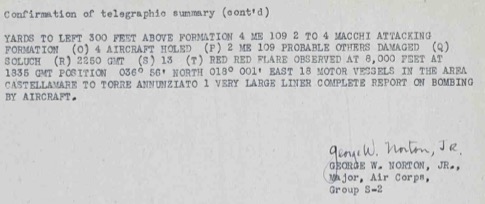 Confirmation of telegraphic summary (cont'd)
YARDS TO LEFT 300 FEET ABOVE FORMATION 4 ME 109 2 TO 4 MACCHI ATTACKING
FORMATION (O) 4 AIRCRAFT HOLED (P) 2 ME 109 PROBABLE OTHERS DAMAGED (Q)
SOLUCH (R) 2250 GMT (S) 13 (T) RED RED FLARE OBSERVED AT 6,000 FEET AT
1835 GMT POSITION 036° 56' NORTH 018° 001' EAST 18 MOTOR VESSELS IN THE AREA
CASTELLAMARE TO TORRE ANNUNZIATO 1 VERY LARGE LINER COMPLETE REPORT ON BOMBING
BY AIRCRAFT.
George W. Norton, JR.
GEORGE W. NORTON, JR.,
Major, Air Corps,
Group S-2